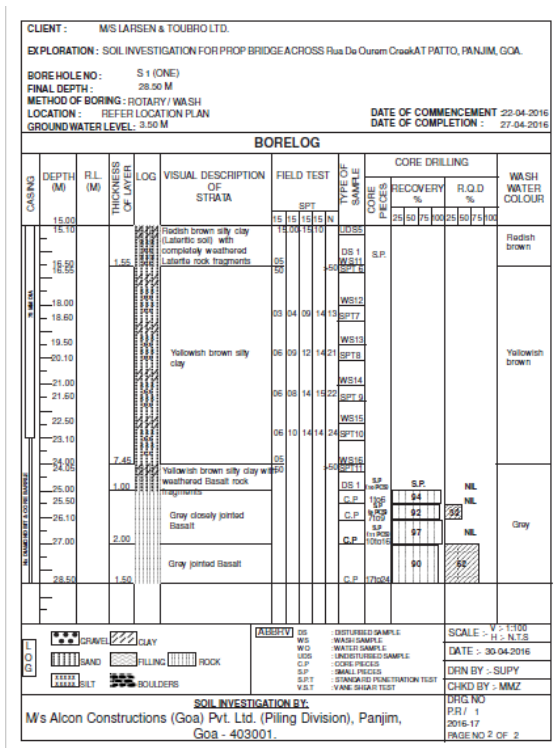 CLIENT : M/S LARSEN & TOUBRO LTD.
EXPLORATION : SOIL INVESTIGATION FOR PROP BRIDGE ACROSS Rua De Ourem Creek AT PATTO, PANJIM, GOA.
BORE HOLE NO : S 1 (ONE)
FINAL DEPTH : 28.50 M
METHOD OF BORING : ROTARY / WASH
LOCATION : REFER LOCATION PLAN
GROUND WATER LEVEL: 3.50 M
DATE OF COMMENCEMENT :22-04-2016
DATE OF COMPLETION : 27-04-2016
BORELOG
CASING DEPTH (M) R.L. (M) THICKNESS OF LAYER LOG VISUAL DESCRIPTION OF STRATA FIELD TEST TYPE OF SAMPLE CORE DRILLING WASH WATER COLOUR
SPT CORE PIECES RECOVERY % R.Q.D %
15 15 15 15 N 25 50 75 100 25 50 75 100
15.00
15.10 Redish brown silty clay 15.00-15.10 UDS5
(Lateritic soil) with Redish brown
completely weathered DS 1 S.P.
Laterite rock fragments WS11
16.50 1.55 05
16.55 50 >50 SPT 6
18.00 WS12
18.60 03 04 09 14 13 SPT7
19.50 WS13
20.10 Yellowish brown silty clay 06 09 12 14 21 SPT8 Yellowish brown
21.00 WS14
21.60 06 08 14 15 22 SPT 9
22.50 WS15
23.10 06 10 14 14 24 SPT10
24.00 7.45 05 WS16
24.05 Yellowish brown silty clay with 50 >50 SPT11
weathered Basalt rock fragments DS 1 S.P S.P. NIL
25.00 1.00
25.50 C.P 1to6 94 NIL
26.10 Gray closely jointed Basalt C.P S.P 7to9 92 32 Gray
27.00 2.00 C.P S.P 10to16 97 NIL
Gray jointed Basalt 90 62
28.50 1.50 C.P 17to24
LOG
GRAVEL CLAY
SAND FILLING ROCK
SILT BOULDERS
ABBRV DS : DISTURBED SAMPLE
WS : WASH SAMPLE
WO : WATER SAMPLE
UDS : UNDISTURBED SAMPLE
C.P : CORE PIECES
S.P : SMALL PIECES
S.P.T : STANDARD PENETRATION TEST
V.S.T : VANE SHEAR TEST
SCALE :- V :- 1:100
H :- N.T.S
DATE :- 30-04-2016
DRN BY :- SUPY
CHKD BY :- MMZ
SOIL INVESTIGATION BY:
M/s Alcon Constructions (Goa) Pvt. Ltd. (Piling Division), Panjim,
Goa - 403001.
DRG.NO
P.R / 1
2016-17
PAGE NO 2 OF 2